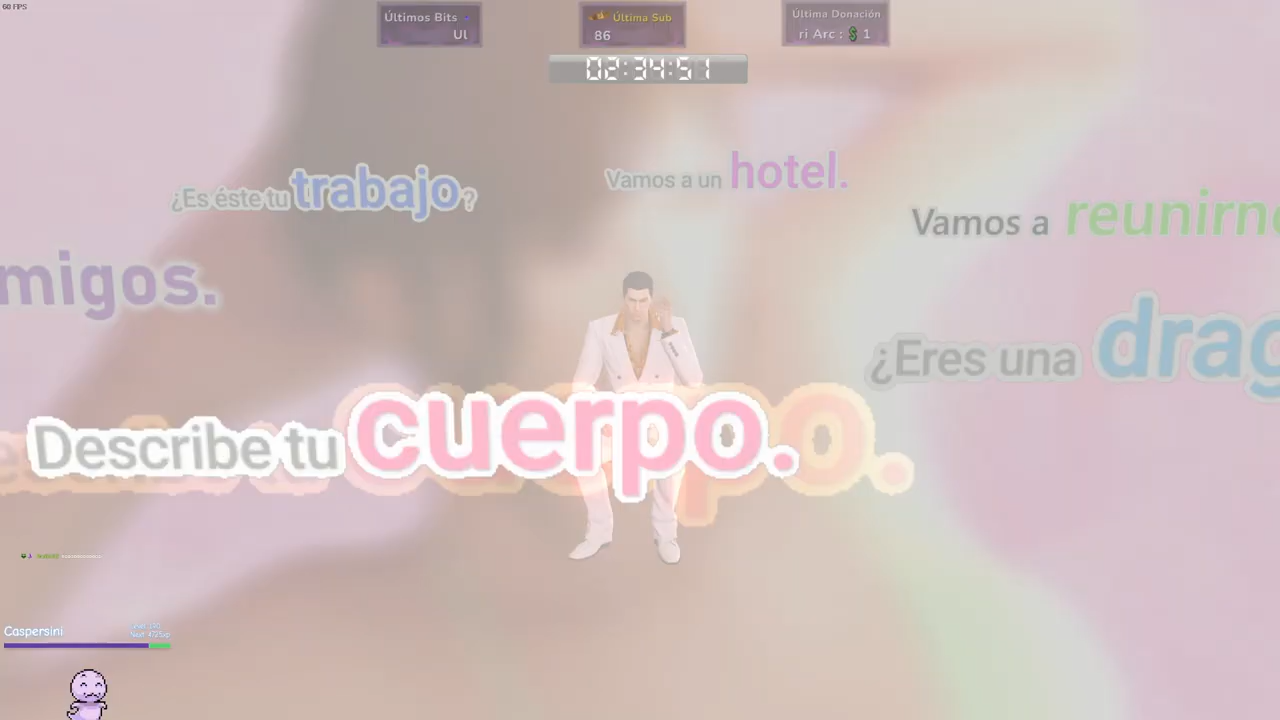 60 FPS
Últimos Bits
Ul
Última Sub
86
Última Donación
ri Arc : $ 1
02:34:51
¿Es éste tu trabajo?
Vamos a un hotel.
Vamos a reunirn
migos.
¿Eres una drag
Describe tu cuerpo.
o.
Caspersini